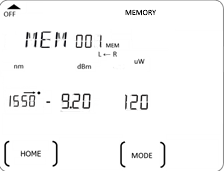 OFF MEMORY
MEM 001 MEM
L ← R
nm dBm uW
1550 - 9.20 120
HOME MODE